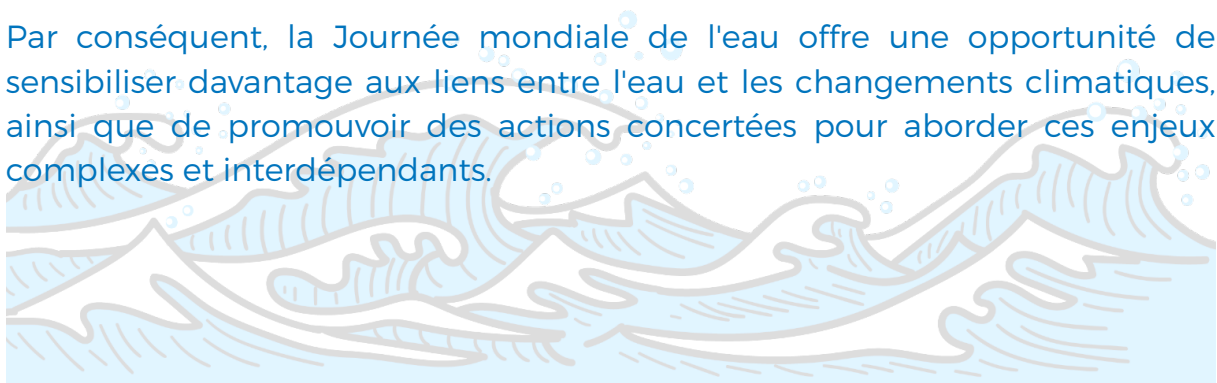 Par conséquent, la Journée mondiale de l'eau offre une opportunité de
sensibiliser davantage aux liens entre l'eau et les changements climatiques,
ainsi que de promouvoir des actions concertées pour aborder ces enjeux
complexes et interdépendants.